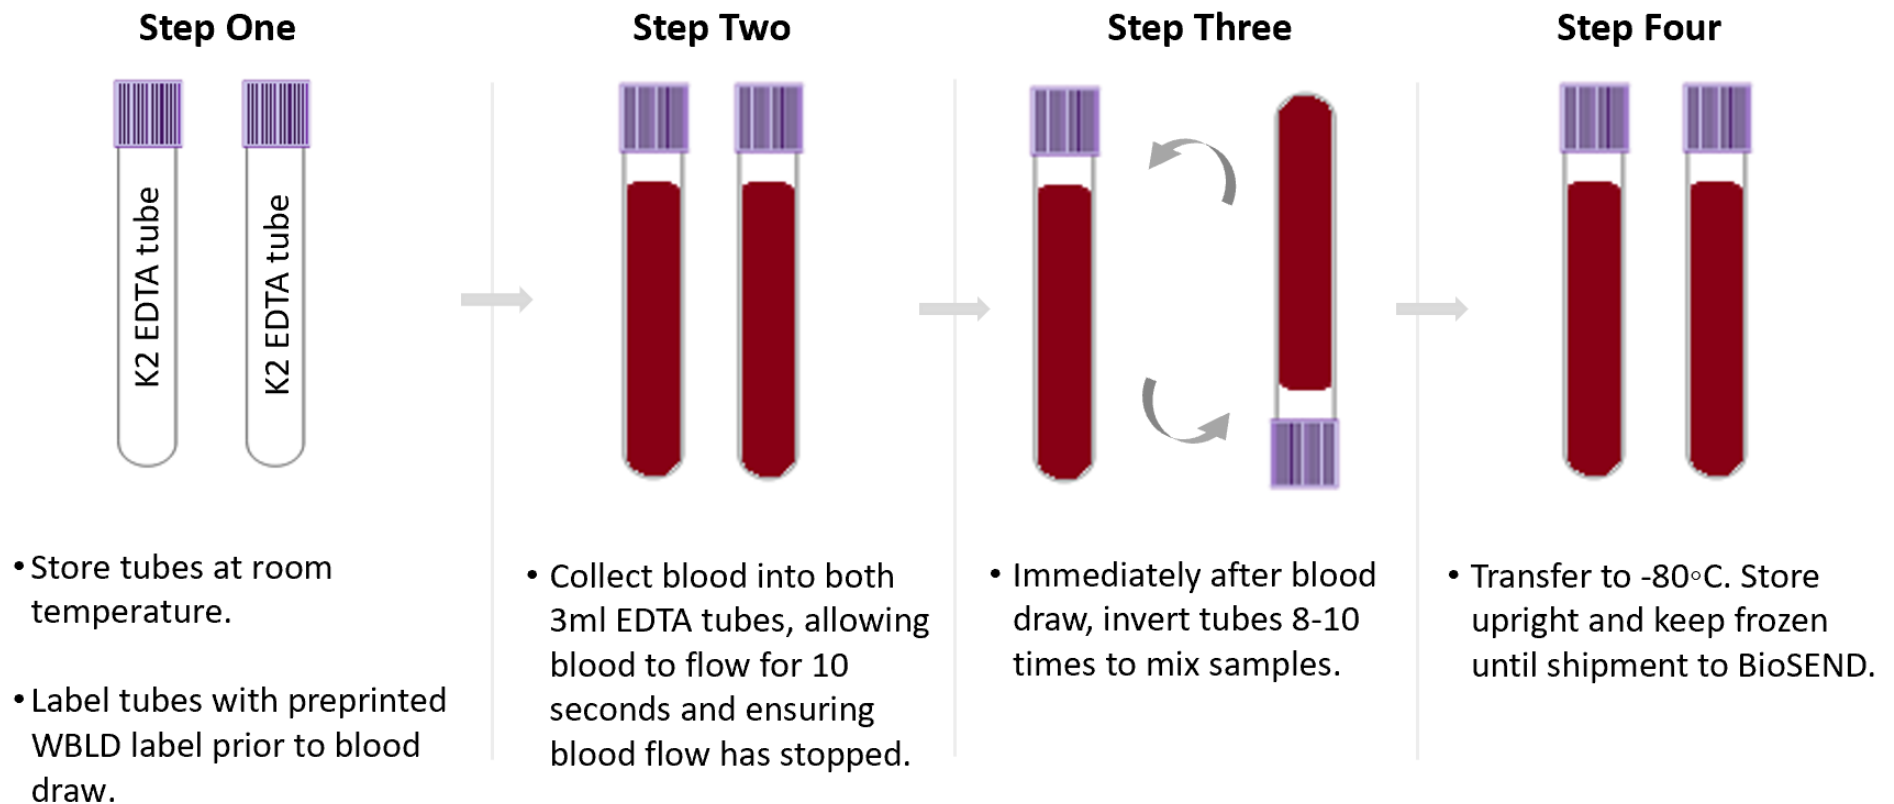 Step One
K2 EDTA tube
K2 EDTA tube
• Store tubes at room
temperature.
• Label tubes with preprinted
WBLD label prior to blood
draw.
Step Two
• Collect blood into both
3ml EDTA tubes, allowing
blood to flow for 10
seconds and ensuring
blood flow has stopped.
Step Three
• Immediately after blood
draw, invert tubes 8-10
times to mix samples.
Step Four
• Transfer to -80◦C. Store
upright and keep frozen
until shipment to BioSEND.